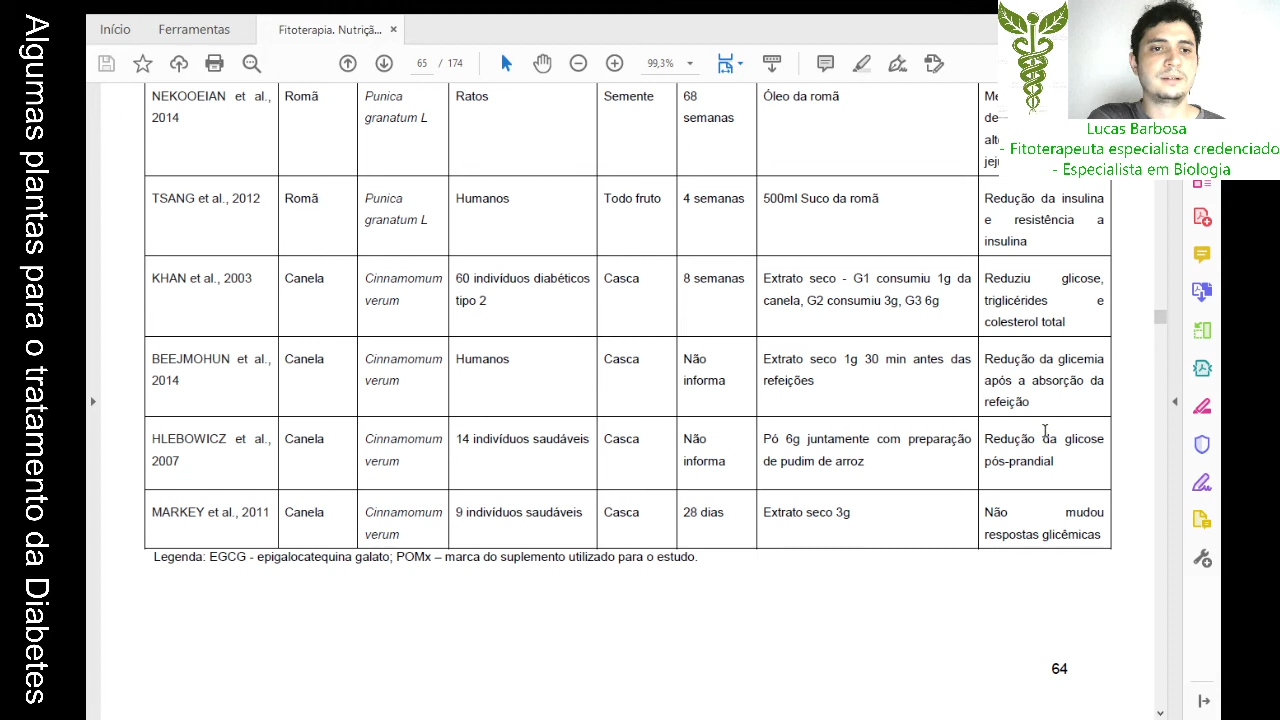 Algumas plantas para o tratamento da Diabetes
Início Ferramentas Fitoterapia. Nutriçã... ×
65 / 174 99,3%
Lucas Barbosa
- Fitoterapeuta especialista credenciado
- Especialista em Biologia
NEKOOEIAN et al., Romã Punica Ratos Semente 68 Óleo da romã
2014 granatum L semanas
TSANG et al., 2012 Romã Punica Humanos Todo fruto 4 semanas 500ml Suco da romã Redução da insulina
granatum L e resistência a
insulina
KHAN et al., 2003 Canela Cinnamomum 60 indivíduos diabéticos Casca 8 semanas Extrato seco - G1 consumiu 1g da Reduziu glicose,
verum tipo 2 canela, G2 consumiu 3g, G3 6g triglicérides e
colesterol total
BEEJMOHUN et al., Canela Cinnamomum Humanos Casca Não Extrato seco 1g 30 min antes das Redução da glicemia
2014 verum informa refeições após a absorção da
refeição
HLEBOWICZ et al., Canela Cinnamomum 14 indivíduos saudáveis Casca Não Pó 6g juntamente com preparação Redução da glicose
2007 verum informa de pudim de arroz pós-prandial
MARKEY et al., 2011 Canela Cinnamomum 9 indivíduos saudáveis Casca 28 dias Extrato seco 3g Não mudou
verum respostas glicêmicas
Legenda: EGCG - epigalocatequina galato; POMx – marca do suplemento utilizado para o estudo.
64